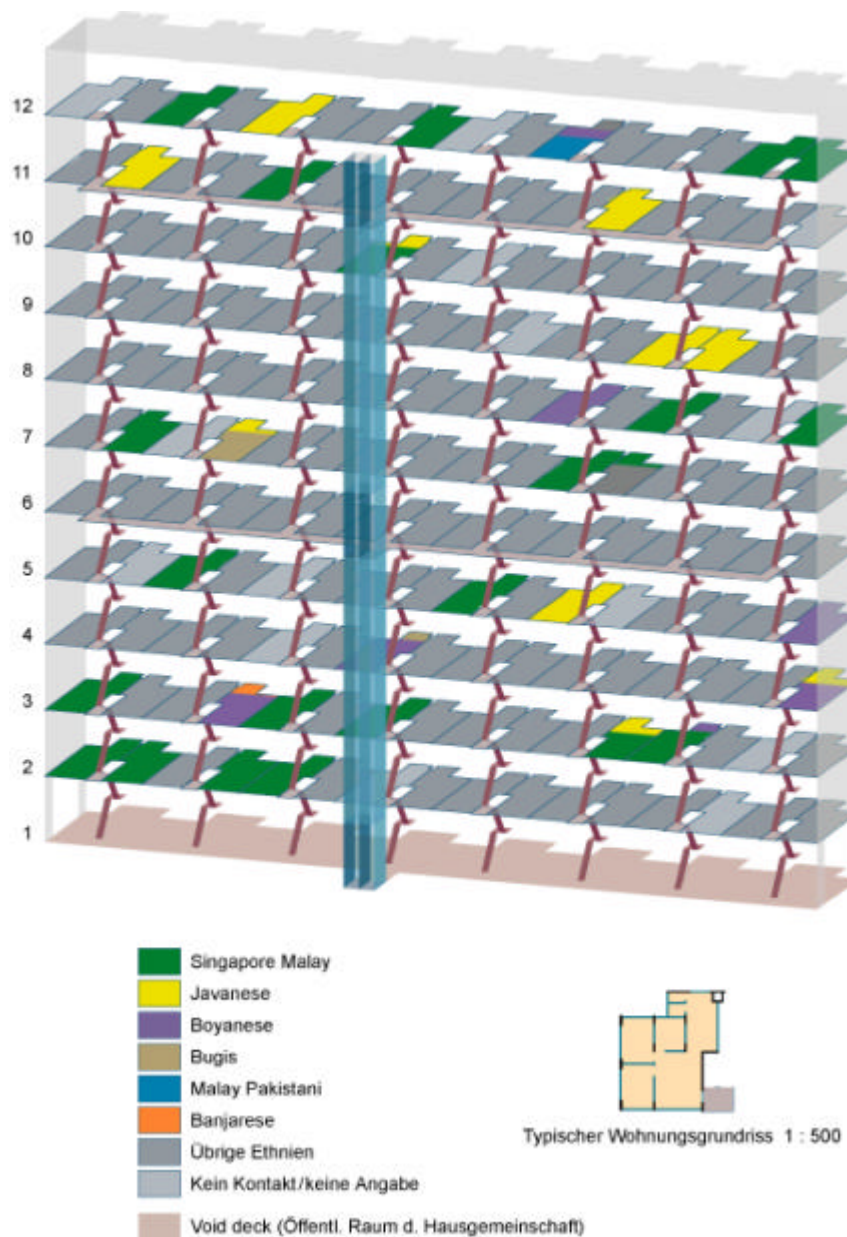 12
11
10
9
8
7
6
5
4
3
2
1
Singapore Malay
Javanese
Boyanese
Bugis
Malay Pakistani
Banjarese
Übrige Ethnien
Kein Kontakt/keine Angabe
Void deck (Öffentl. Raum d. Hausgemeinschaft)
Typischer Wohnungsgrundriss 1 : 500